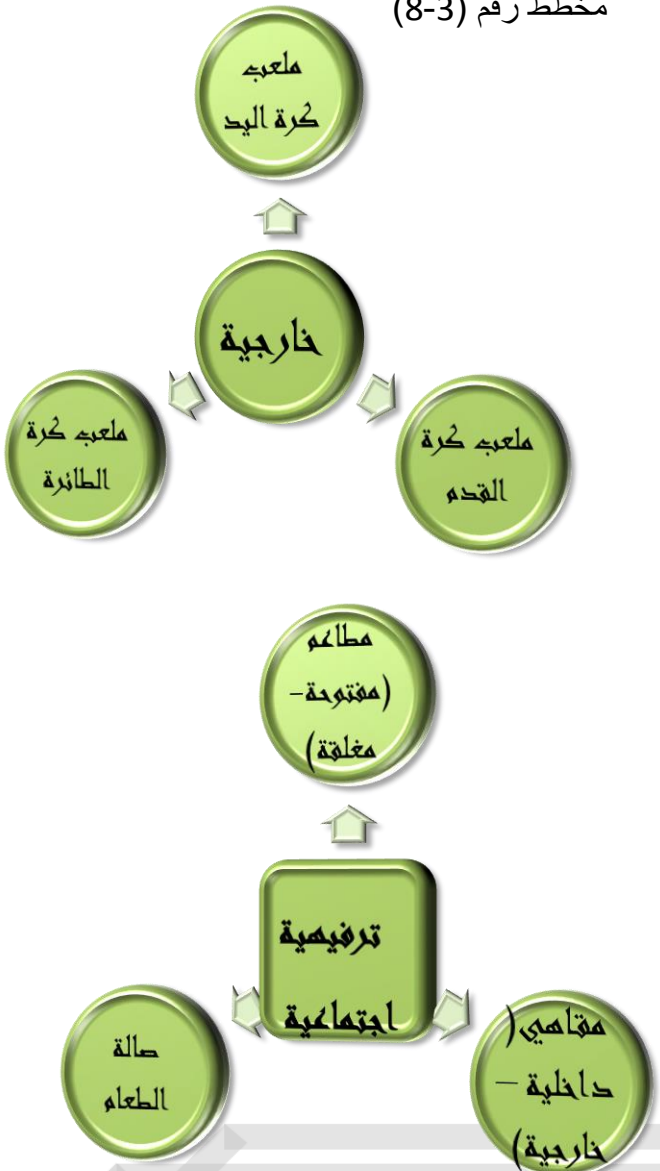 مخطط رقم (3-8)
ملعب
كرة اليد
خارجية
ملعب كرة
القدم
ملعب كرة
الطائرة
مطاعم
(مفتوحة-
مغلقة)
ترفيهية
اجتماعية
مقاهي(
داخلية –
خارجية)
صالة
الطعام